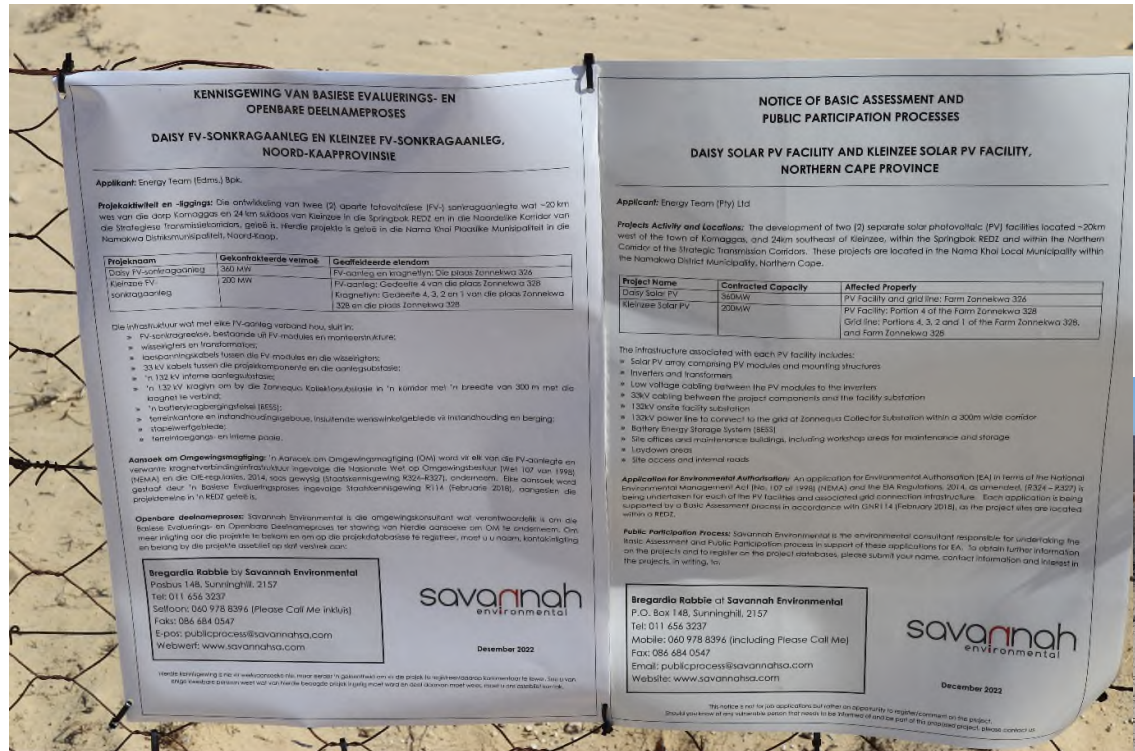 KENNISGEWING VAN BASIESE EVALUERINGS- EN
OPENBARE DEELNAMEPROSES
DAISY FV-SONKRAGAANLEG EN KLEINZEE FV-SONKRAGAANLEG,
NOORD-KAAPPROVINSIE
Applikant: Energy Team (Edms.) Bpk.
Projekaktiwiteit en -liggings: Die ontwikkeling van twee (2) aparte fotovoltaïese (FV-) sonkragaanlegte wat ~20 km
wes van die dorp Komaggas en 24 km suidoos van Kleinzee in die Springbok REDZ en in die Noordelike Korridor van
die Strategiese Transmissiekorridors, geleë is. Hierdie projekte is geleë in die Nama Khoi Plaaslike Munisipaliteit in die
Namakwa Distriksmunisipaliteit, Noord-Kaap.
Projeknaam Gekontrakteerde vermoë Geaffekteerde eiendom
Daisy FV-sonkragaanleg 360 MW FV-aanleg en kragnetlyn: Die plaas Zonnekwa 326
Kleinzee FV- 200 MW FV-aanleg: Gedeelte 4 van die plaas Zonnekwa 328
sonkragaanleg Kragnetlyn: Gedeelte 4, 3, 2 en 1 van die plaas Zonnekwa
328 en die plaas Zonnekwa 328
Die infrastruktuur wat met elke FV-aanleg verband hou, sluit in:
» FV-sonkragreekse, bestaande uit FV-modules en monteerstrukture;
» wisselrigters en transformators;
» laespanningskabels tussen die FV-modules en die wisselrigters;
» 33 kV kabels tussen die projekkomponente en die aanlegsubstasie;
» 'n 132 kV interne aanlegsubstasie;
» 'n 132 kV kraglyn om by die Zonnequa Kollektorsubstasie in 'n korridor met 'n breedte van 300 m met die
kragnet te verbind;
» 'n batterykragbergingstelsel (BESS);
» terreinkantore en instandhoudingsgeboue, insluitende werkswinkelgebiede vir instandhouding en berging;
» stapelwerfgebiede;
» terreintoegangs- en interne paaie.
Aansoek om Omgewingsmagtiging: 'n Aansoek om Omgewingsmagtiging (OM) word vir elk van die FV-aanlegte en
verwante kragnetverbindinginfrastruktuur ingevolge die Nasionale Wet op Omgewingsbestuur (Wet 107 van 1998)
(NEMA) en die OIE-regulasies, 2014, soos gewysig (Staatskennisgewing R324–R327), onderneem. Elke aansoek word
gestaaf deur 'n Basiese Evalueringsproses ingevolge Staatskennisgewing R114 (Februarie 2018), aangesien die
projekterreine in 'n REDZ geleë is.
Openbare deelnameproses: Savannah Environmental is die omgewingskonsultant wat verantwoordelik is om die
Basiese Evaluerings- en Openbare Deelnameproses ter stawing van hierdie aansoeke om OM te onderneem. Om
meer inligting oor die projekte te bekom en om op die projekdatabasisse te registreer, moet u u naam, kontakinligting
en belang by die projekte asseblief op skrif verstrek aan:
Bregardia Rabbie by Savannah Environmental
Posbus 148, Sunninghill, 2157
Tel: 011 656 3237
Selfoon: 060 978 8396 (Please Call Me inkluis)
Faks: 086 684 0547
E-pos: publicprocess@savannahsa.com
Webwerf: www.savannahsa.com
savannah
environmental
Desember 2022
NOTICE OF BASIC ASSESSMENT AND
PUBLIC PARTICIPATION PROCESSES
DAISY SOLAR PV FACILITY AND KLEINZEE SOLAR PV FACILITY,
NORTHERN CAPE PROVINCE
Applicant: Energy Team (Pty) Ltd
Projects Activity and Locations: The development of two (2) separate solar photovoltaic (PV) facilities located ~20km
west of the town of Komaggas, and 24km southeast of Kleinzee, within the Springbok REDZ and within the Northern
Corridor of the Strategic Transmission Corridors. These projects are located in the Nama Khoi Local Municipality within
the Namakwa District Municipality, Northern Cape.
Project Name Contracted Capacity Affected Property
Daisy Solar PV 360MW PV Facility and grid line: Farm Zonnekwa 326
Kleinzee Solar PV 200MW PV Facility: Portion 4 of the Farm Zonnekwa 328
Grid line: Portions 4, 3, 2 and 1 of the Farm Zonnekwa 328,
and Farm Zonnekwa 328
The infrastructure associated with each PV facility includes:
» Solar PV array comprising PV modules and mounting structures
» Inverters and transformers
» Low voltage cabling between the PV modules to the inverters
» 33kV cabling between the project components and the facility substation
» 132kV onsite facility substation
» 132kV power line to connect to the grid at Zonnequa Collector Substation within a 300m wide corridor
» Battery Energy Storage System (BESS)
» Site offices and maintenance buildings, including workshop areas for maintenance and storage
» Laydown areas
» Site access and internal roads
Application for Environmental Authorisation: An application for Environmental Authorisation (EA) in terms of the National
Environmental Management Act (No. 107 of 1998) (NEMA) and the EIA Regulations, 2014, as amended, (R324 – R327) is
being undertaken for each of the PV facilities and associated grid connection infrastructure. Each application is being
supported by a Basic Assessment process in accordance with GNR114 (February 2018), as the project sites are located
within a REDZ.
Public Participation Process: Savannah Environmental is the environmental consultant responsible for undertaking the
Basic Assessment and Public Participation process in support of these applications for EA. To obtain further information
on the projects and to register on the project databases, please submit your name, contact information and interest in
the projects, in writing, to:
Bregardia Rabbie at Savannah Environmental
P.O. Box 148, Sunninghill, 2157
Tel: 011 656 3237
Mobile: 060 978 8396 (including Please Call Me)
Fax: 086 684 0547
Email: publicprocess@savannahsa.com
Website: www.savannahsa.com
savannah
environmental
December 2022
This notice is not for job applications but rather an opportunity to register/comment on the project.
Should you know of any vulnerable person that needs to be informed of and be part of the proposed project, please contact us